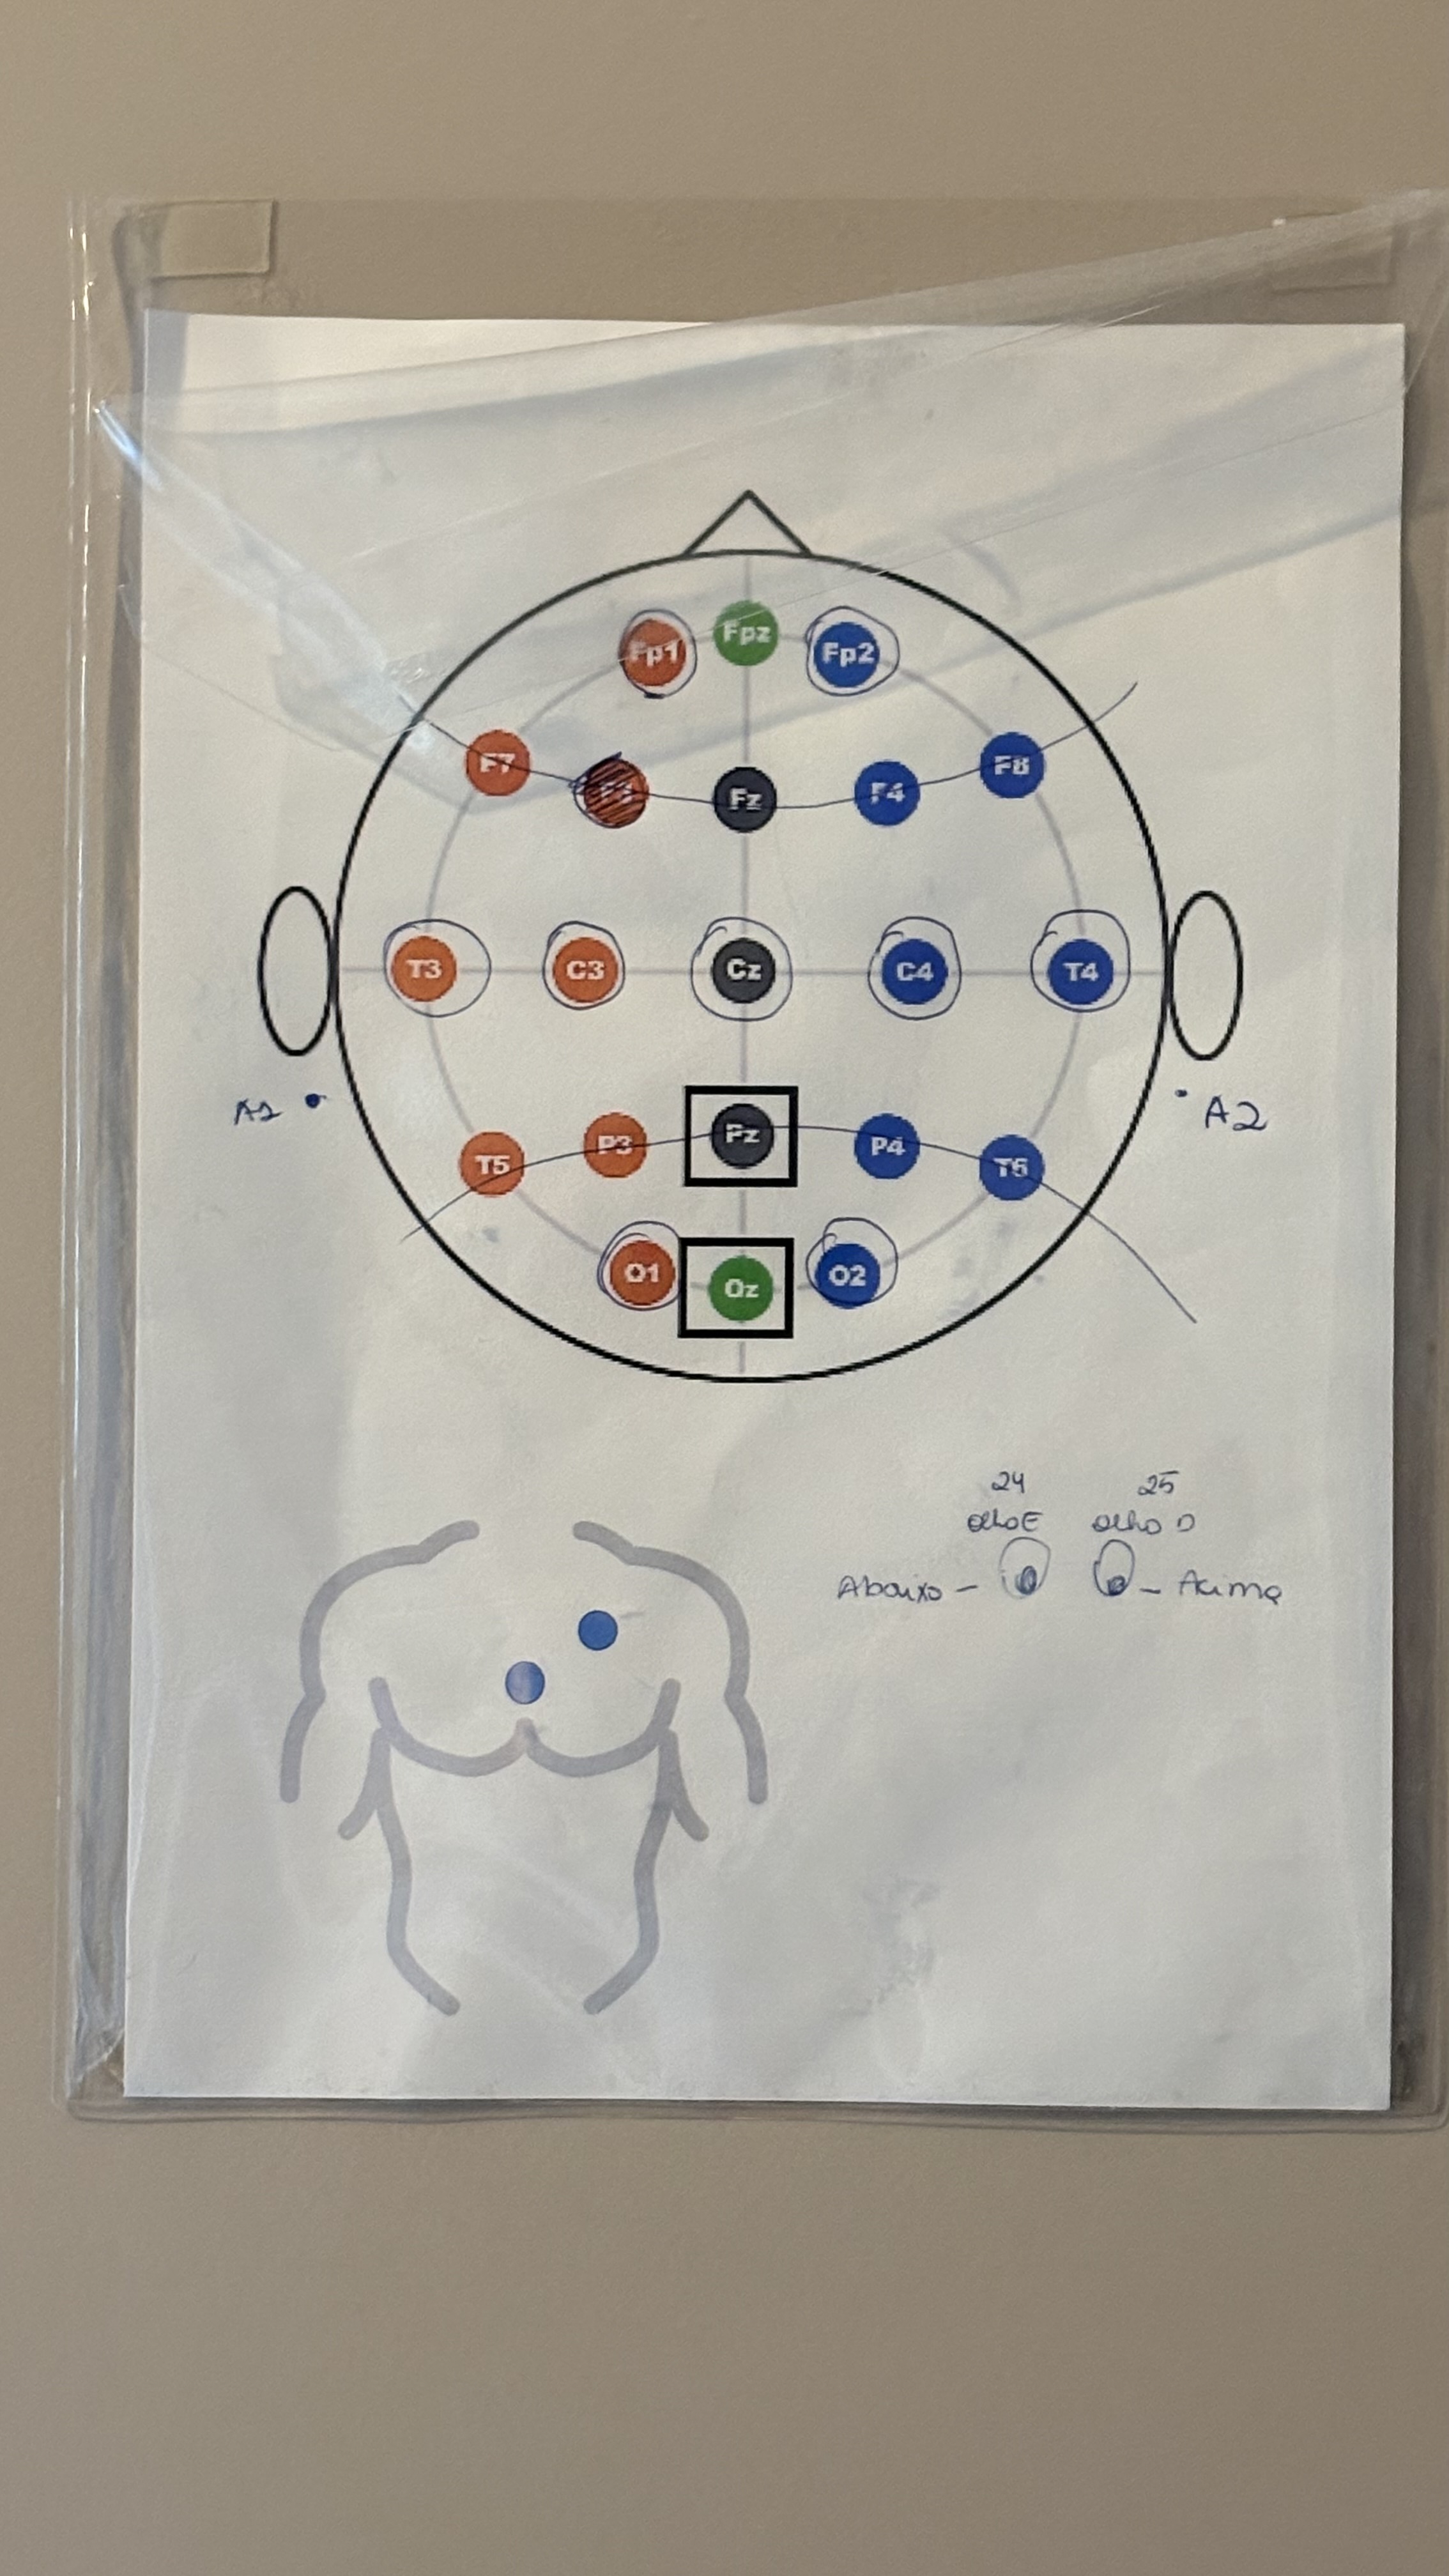 Fp1 Fpz Fp2
F7 Fz F4 F8
T3 C3 Cz C4 T4
A1 A2
T5 P3 Pz P4 T6
O1 Oz O2
24 25
olho E olho D
Abaixo - - Acima